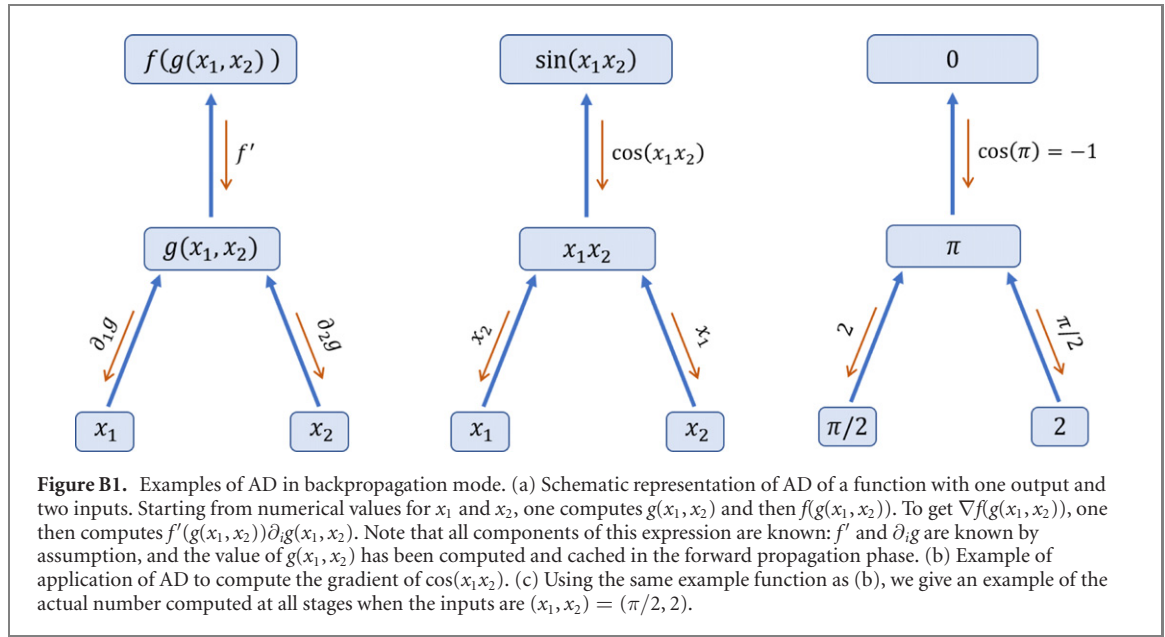 f(g(x₁, x₂))
sin(x₁x₂)
0
f′
cos(x₁x₂)
cos(π) = −1
g(x₁, x₂)
x₁x₂
π
∂₁g
∂₂g
x₂
x₁
2
π/2
x₁
x₂
x₁
x₂
π/2
2
Figure B1. Examples of AD in backpropagation mode. (a) Schematic representation of AD of a function with one output and
two inputs. Starting from numerical values for x₁ and x₂, one computes g(x₁, x₂) and then f(g(x₁, x₂)). To get ∇f(g(x₁, x₂)), one
then computes f′(g(x₁, x₂))∂ᵢg(x₁, x₂). Note that all components of this expression are known: f′ and ∂ᵢg are known by
assumption, and the value of g(x₁, x₂) has been computed and cached in the forward propagation phase. (b) Example of
application of AD to compute the gradient of cos(x₁x₂). (c) Using the same example function as (b), we give an example of the
actual number computed at all stages when the inputs are (x₁, x₂) = (π/2, 2).